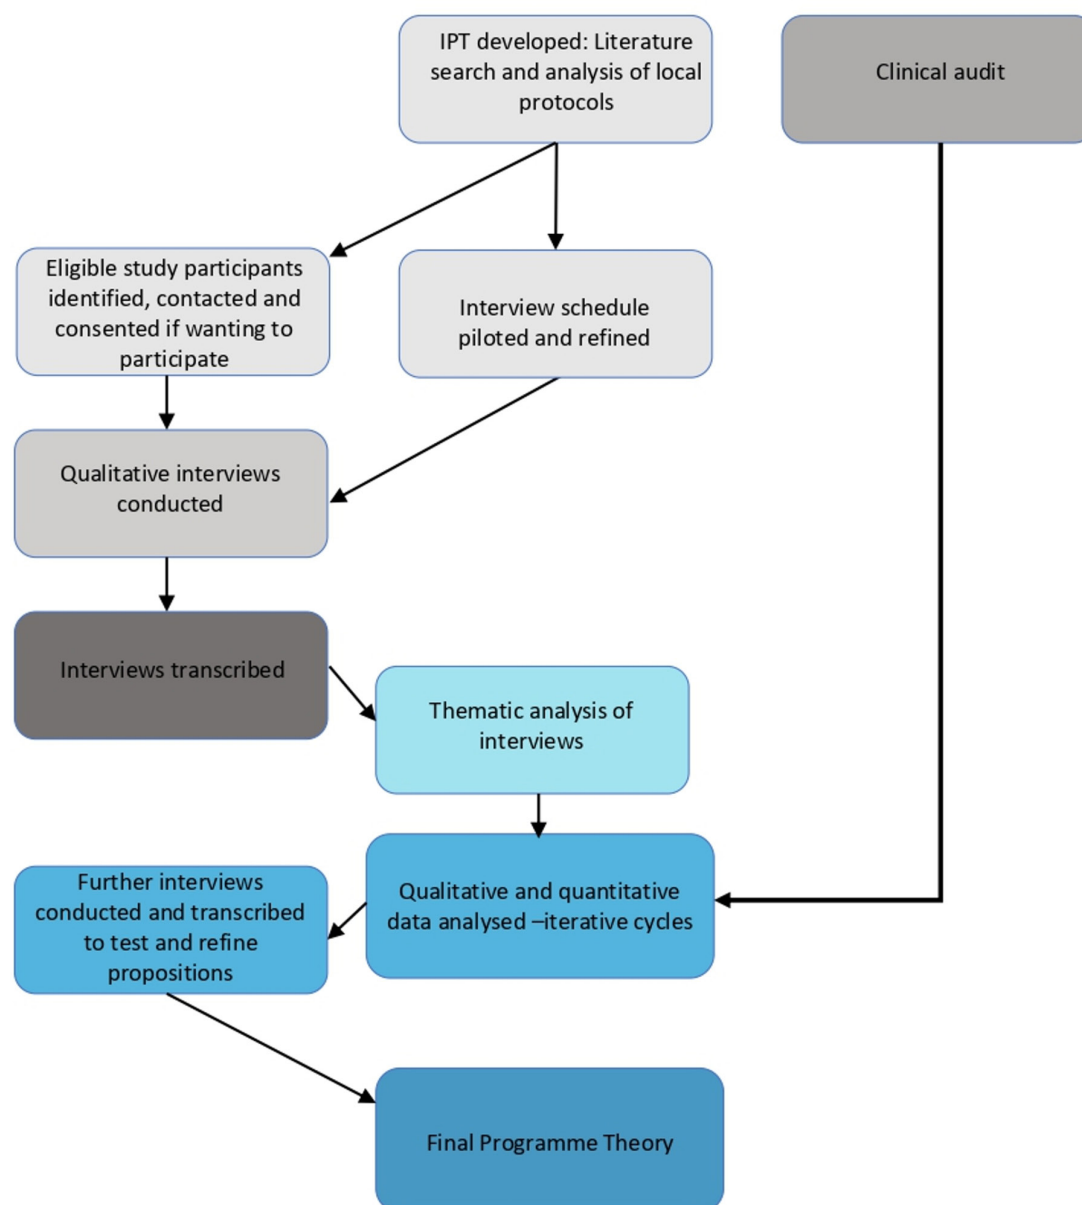 IPT developed: Literature
search and analysis of local
protocols
Clinical audit
Eligible study participants
identified, contacted and
consented if wanting to
participate
Interview schedule
piloted and refined
Qualitative interviews
conducted
Interviews transcribed
Thematic analysis of
interviews
Qualitative and quantitative
data analysed –iterative cycles
Further interviews
conducted and transcribed
to test and refine
propositions
Final Programme Theory